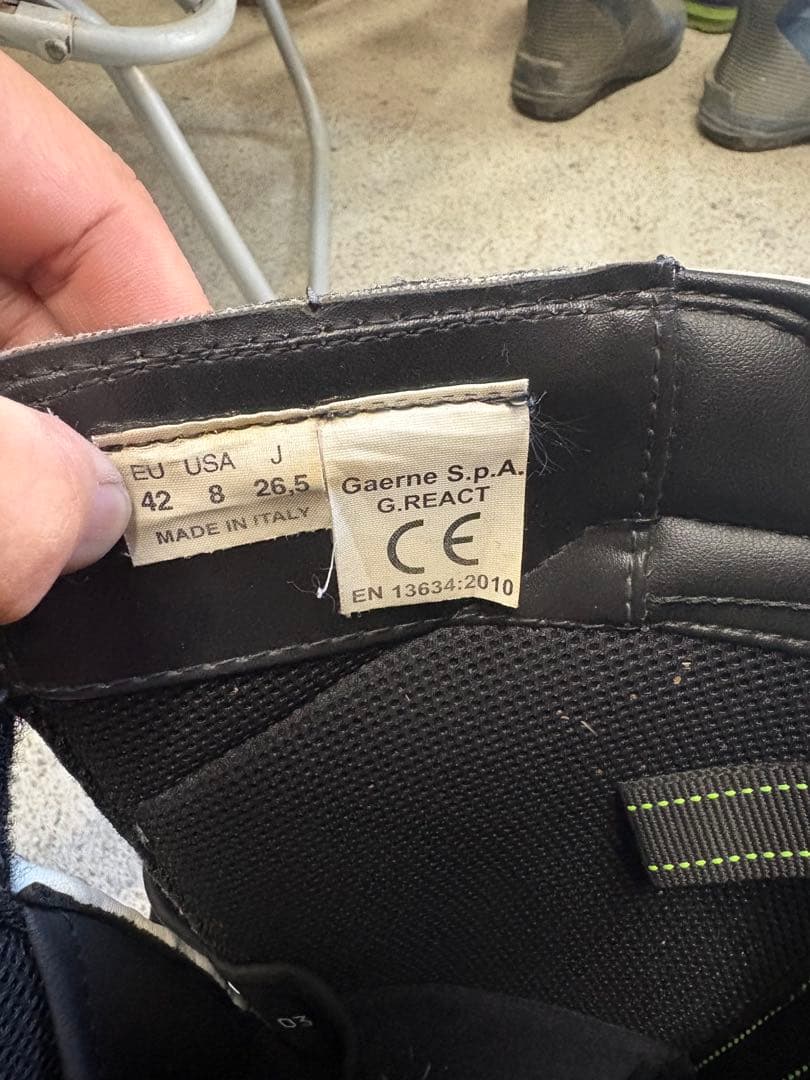 EU USA J
42 8 26,5
MADE IN ITALY
Gaerne S.p.A.
G.REACT
CE
EN 13634:2010